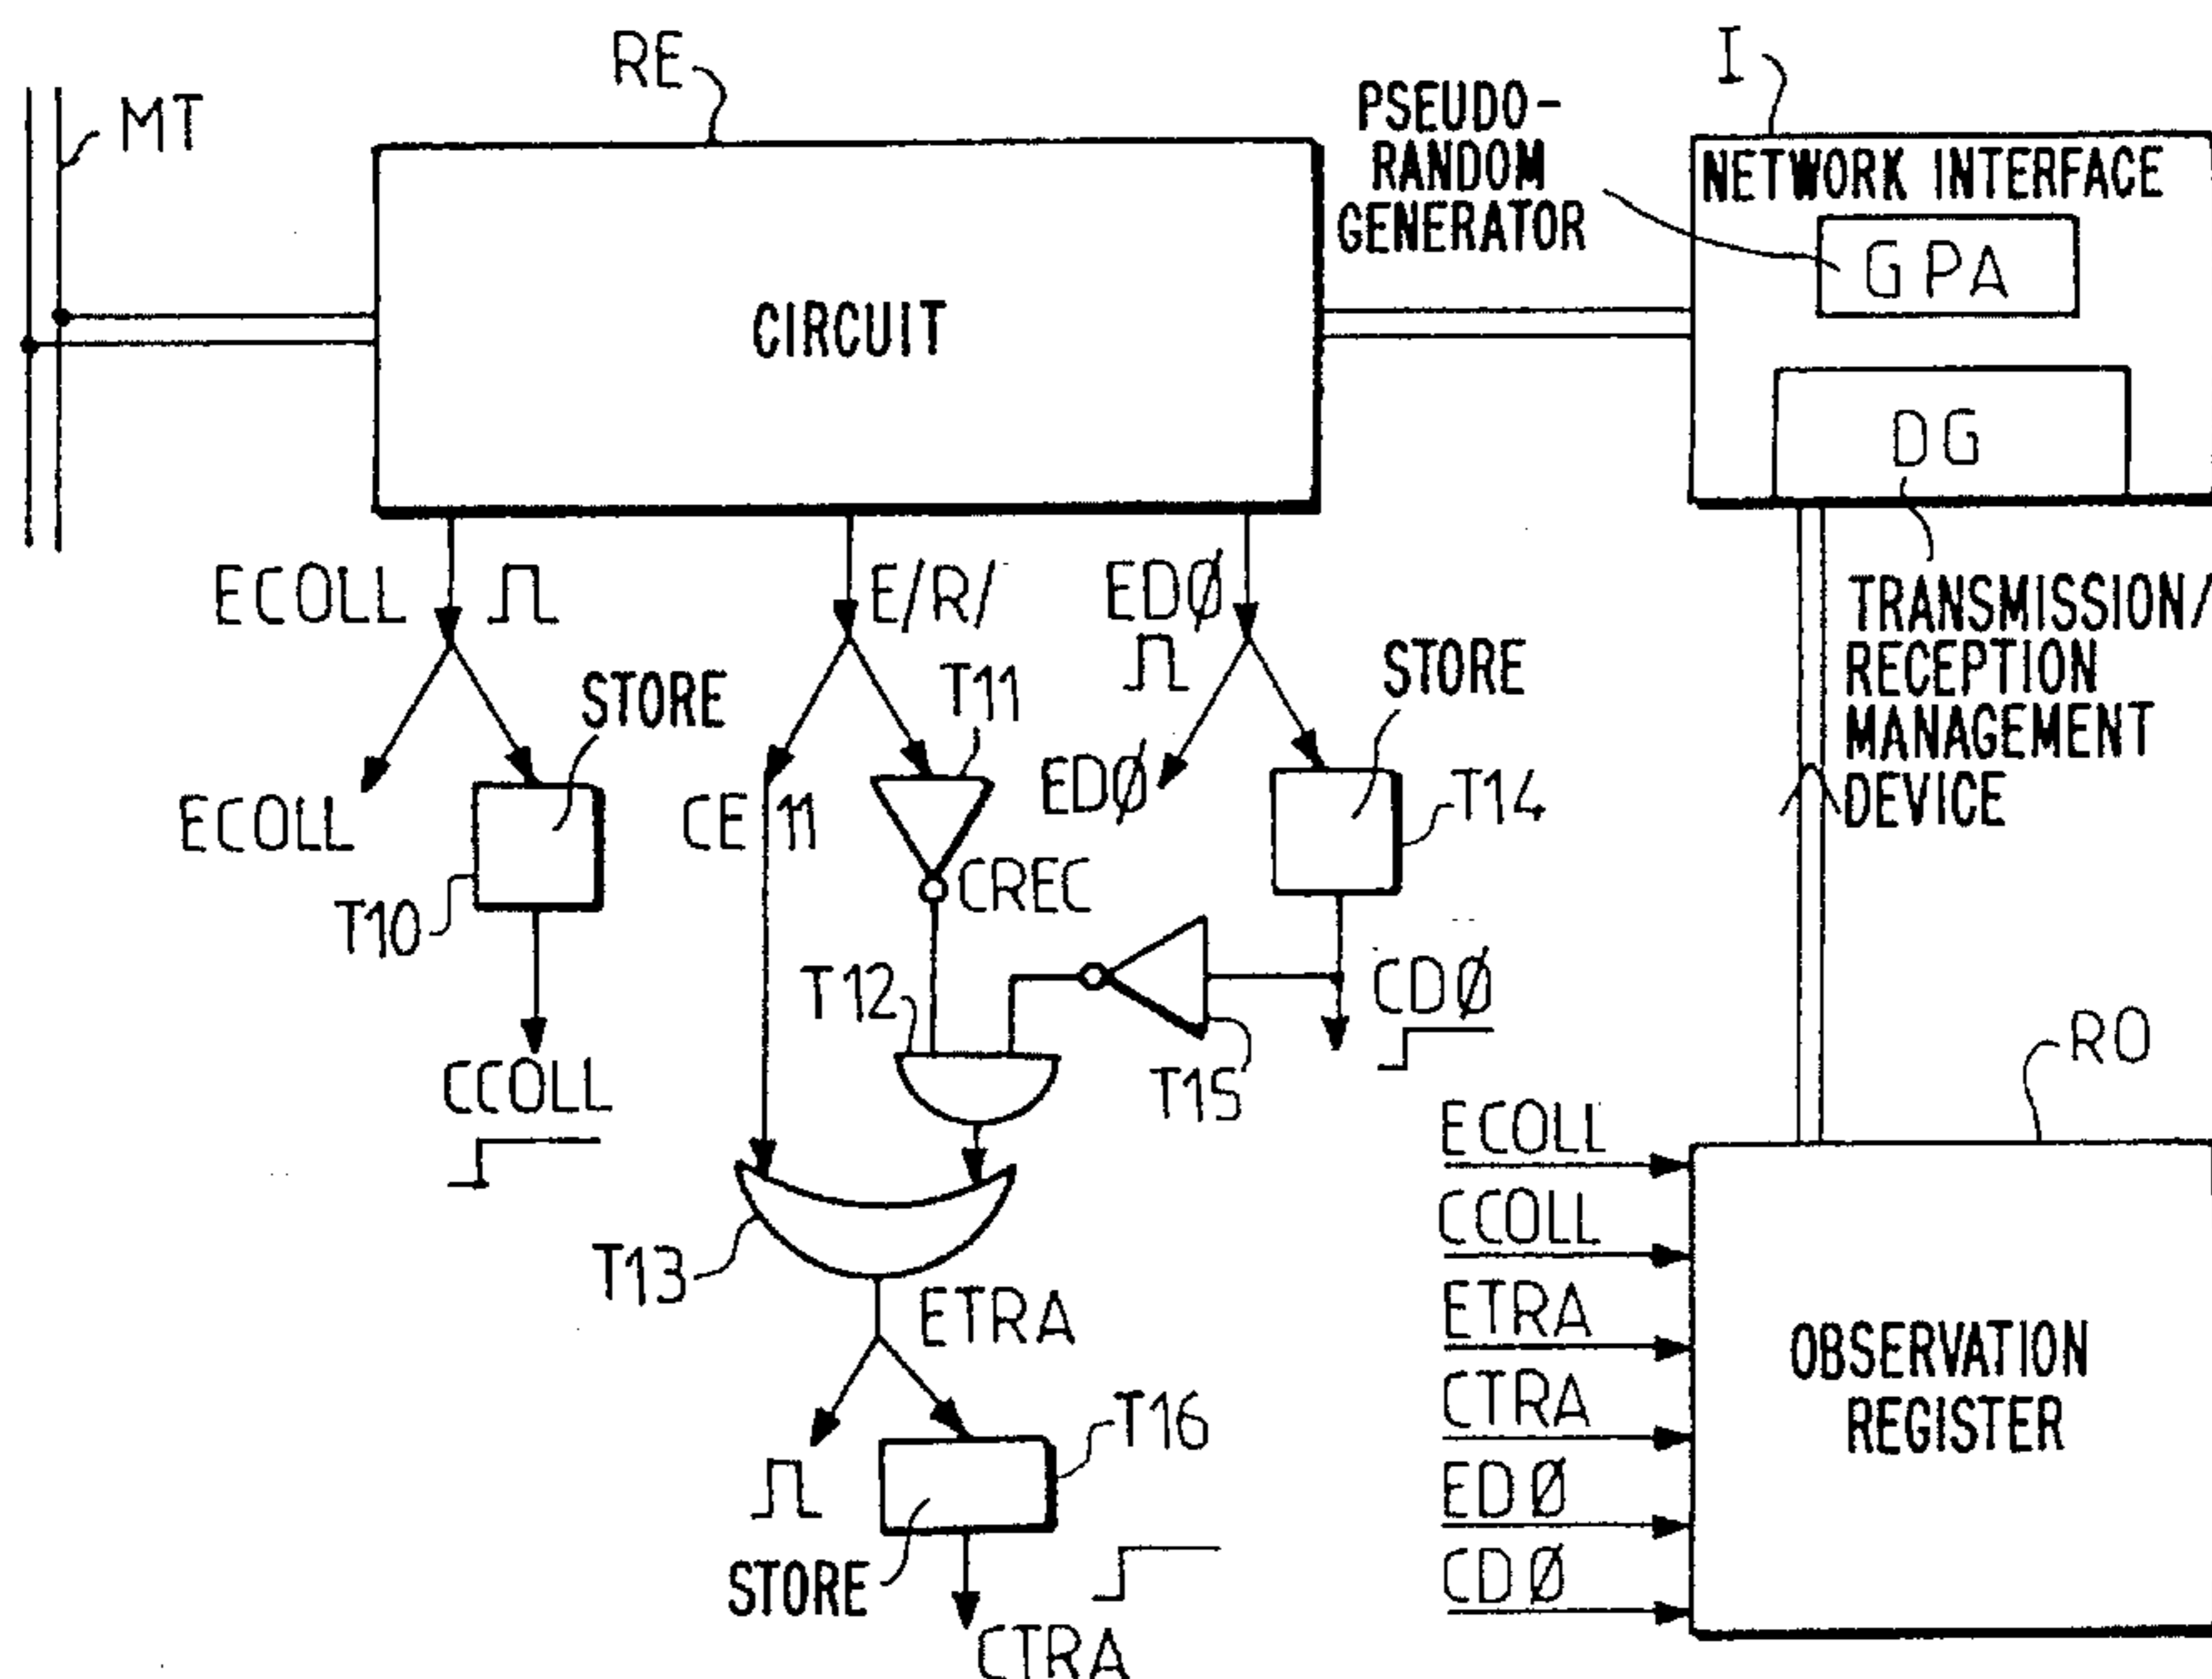 RE
I
MT
PSEUDO-
RANDOM
GENERATOR
NETWORK INTERFACE
GPA
CIRCUIT
DG
ECOLL
E/R/
EDØ
TRANSMISSION/
RECEPTION
MANAGEMENT
DEVICE
STORE
T11
STORE
ECOLL
CE 11
EDØ
T14
T10
CREC
T12
CDØ
T15
CCOLL
RO
T13
ETRA
ECOLL
CCOLL
ETRA
CTRA
EDØ
CDØ
OBSERVATION
REGISTER
T16
STORE
CTRA